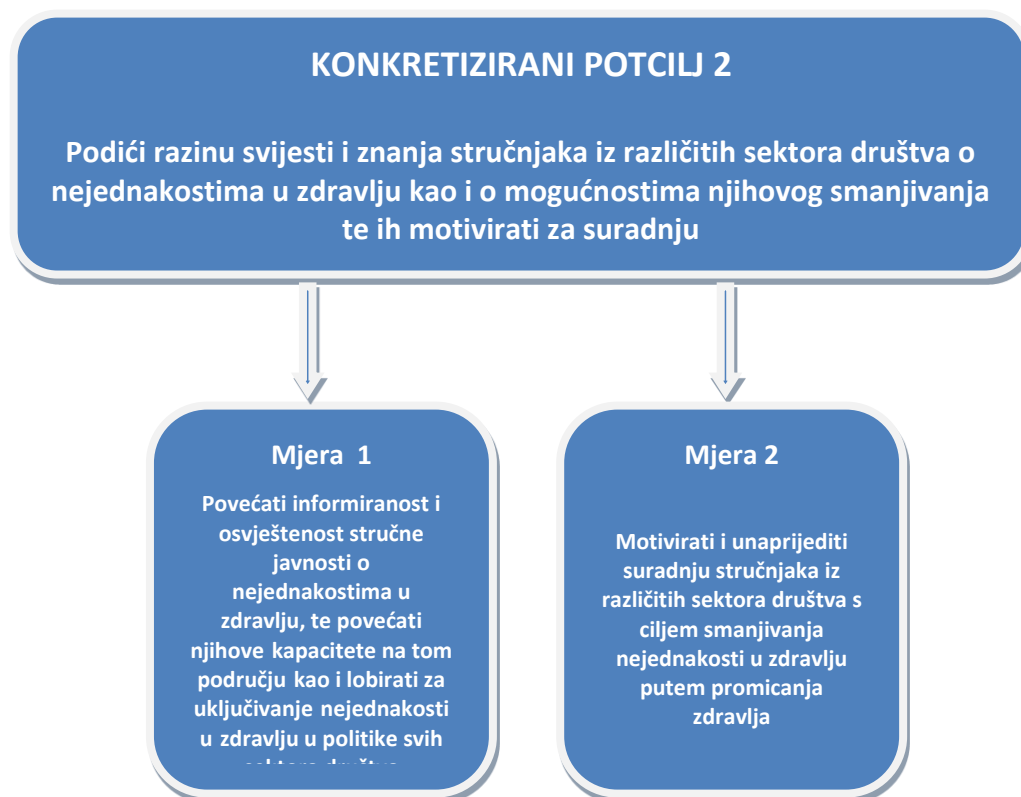 KONKRETIZIRANI POTCILJ 2
Podići razinu svijesti i znanja stručnjaka iz različitih sektora društva o
nejednakostima u zdravlju kao i o mogućnostima njihovog smanjivanja
te ih motivirati za suradnju
Mjera 1
Povećati informiranost i
osvještenost stručne
javnosti o
nejednakostima u
zdravlju, te povećati
njihove kapacitete na tom
području kao i lobirati za
uključivanje nejednakosti
u zdravlju u politike svih
Mjera 2
Motivirati i unaprijediti
suradnju stručnjaka iz
različitih sektora društva s
ciljem smanjivanja
nejednakosti u zdravlju
putem promicanja
zdravlja